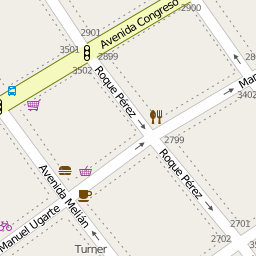 2901
2900
Avenida Congreso
3501
2899
3502
Roque Pérez
3402
2799
Roque Pérez
Avenida Melián
Manuel Ugarte
2701
2702
Turner